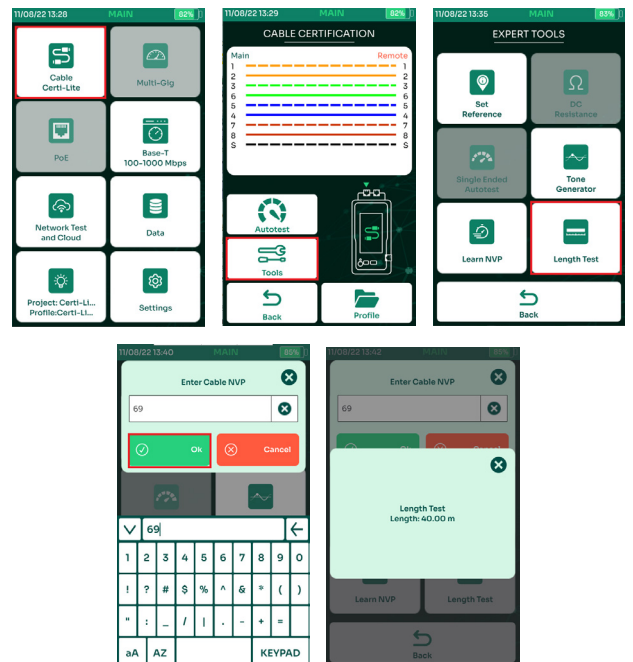 11/08/22 13:28 MAIN 82%
Cable
Certi-Lite
Multi-Gig
PoE
Base-T
100-1000 Mbps
Network Test
and Cloud
Data
Project: Certi-Li...
Profile:Certi-Li...
Settings
11/08/22 13:29 MAIN 82%
CABLE CERTIFICATION
Main Remote
1 1
2 2
3 3
6 6
5 5
4 4
7 7
8 8
S S
Autotest
Tools
Back
Profile
11/08/22 13:35 MAIN 83%
EXPERT TOOLS
Set
Reference
DC
Resistance
Single Ended
Autotest
Tone
Generator
Learn NVP
Length Test
Back
11/08/22 13:40 MAIN 85%
Enter Cable NVP
69
Ok
Cancel
69
1 2 3 4 5 6 7 8 9 0
! ? # $ % ^ & * ( )
" : _ / | . - + =
aA AZ KEYPAD
11/08/22 13:42 MAIN 85%
Enter Cable NVP
69
Ok
Cancel
Length Test
Length: 40.00 m
Learn NVP
Length Test
Back